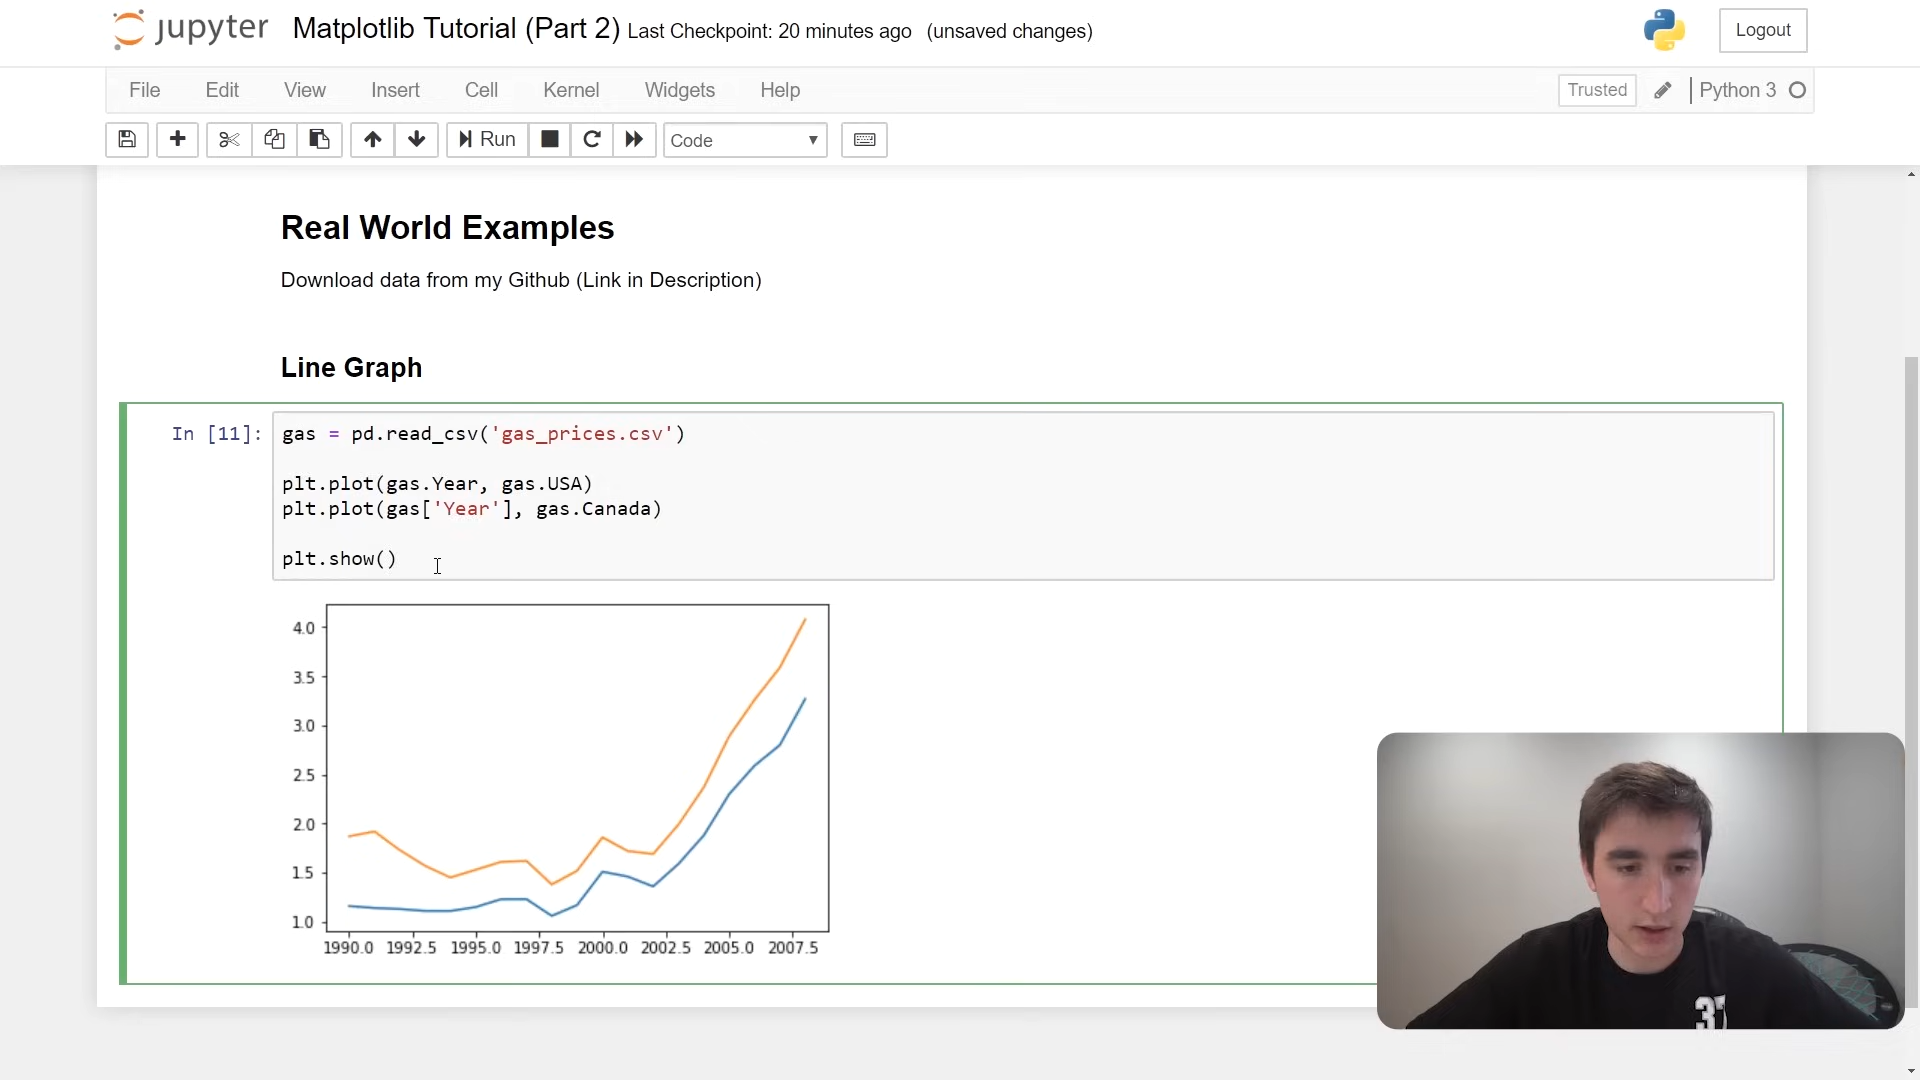 jupyter Matplotlib Tutorial (Part 2) Last Checkpoint: 20 minutes ago (unsaved changes) Logout
File Edit View Insert Cell Kernel Widgets Help Trusted Python 3
Run Code
Real World Examples
Download data from my Github (Link in Description)
Line Graph
In [11]: gas = pd.read_csv('gas_prices.csv')
plt.plot(gas.Year, gas.USA)
plt.plot(gas['Year'], gas.Canada)
plt.show()
4.0
3.5
3.0
2.5
2.0
1.5
1.0
1990.0 1992.5 1995.0 1997.5 2000.0 2002.5 2005.0 2007.5
37